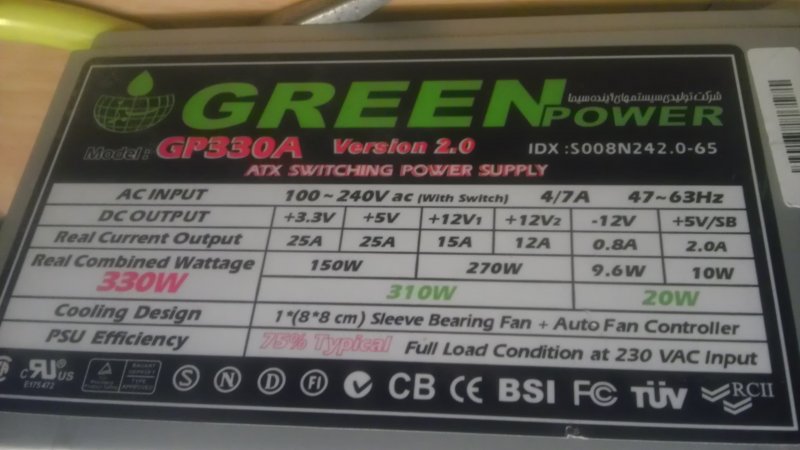 GREEN
شرکت تولیدی سیستمهای آینده سیما
POWER
Model : GP330A Version 2.0 IDX :S008N242.0-65
ATX SWITCHING POWER SUPPLY
AC INPUT 100~240V ac (With Switch) 4/7A 47~63Hz
DC OUTPUT +3.3V +5V +12V1 +12V2 -12V +5V/SB
Real Current Output 25A 25A 15A 12A 0.8A 2.0A
Real Combined Wattage 150W 270W 9.6W 10W
330W 310W 20W
Cooling Design 1*(8*8 cm) Sleeve Bearing Fan + Auto Fan Controller
PSU Efficiency 75% Typical Full Load Condition at 230 VAC Input
c RU US
E175472
S N D FI CB CE BSI FC TÜV RCII